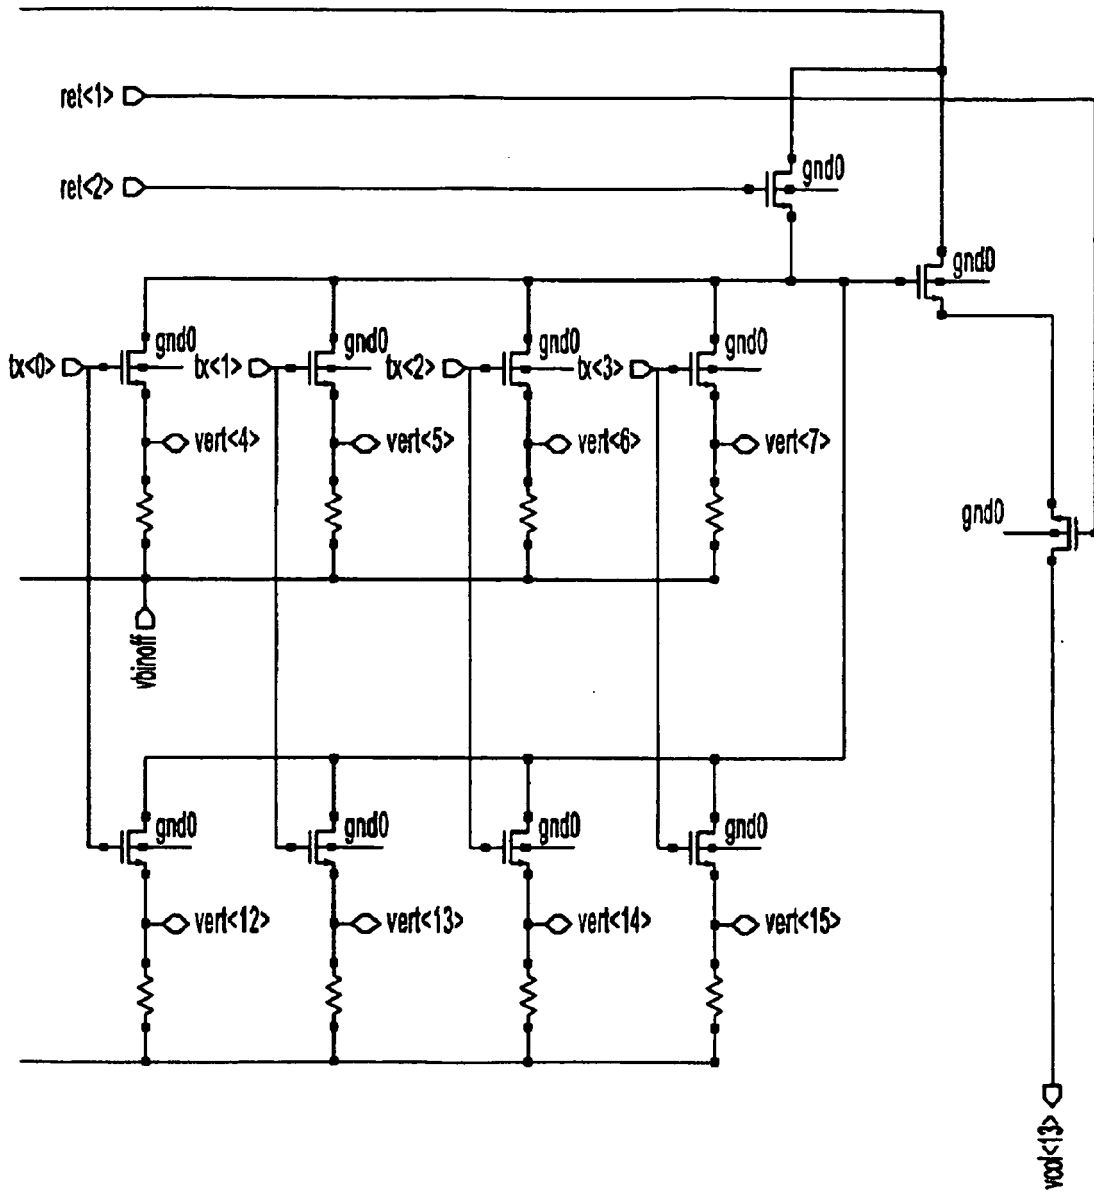 ret<1>
ret<2>
gnd0
gnd0
tx<0>
gnd0
tx<1>
gnd0
tx<2>
gnd0
tx<3>
gnd0
vert<4>
vert<5>
vert<6>
vert<7>
gnd0
vbinoff
gnd0
gnd0
gnd0
gnd0
vert<12>
vert<13>
vert<14>
vert<15>
vcol<13>